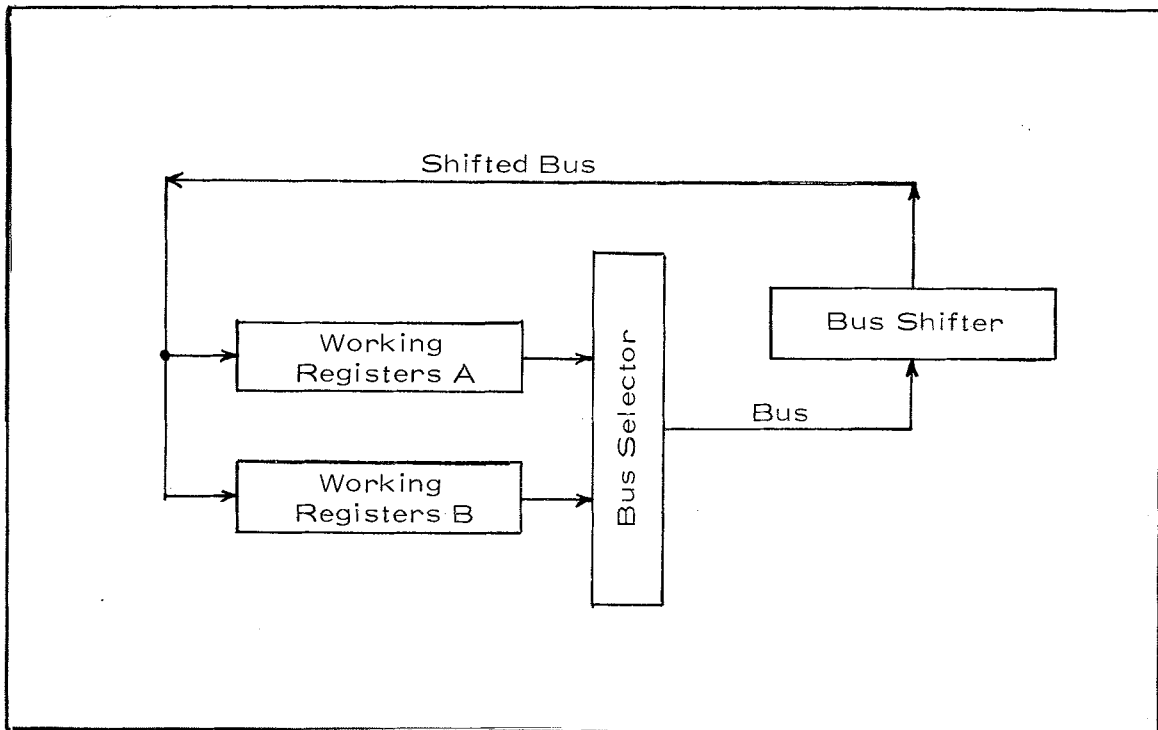 Shifted Bus
Working
Registers A
Working
Registers B
Bus Selector
Bus
Bus Shifter